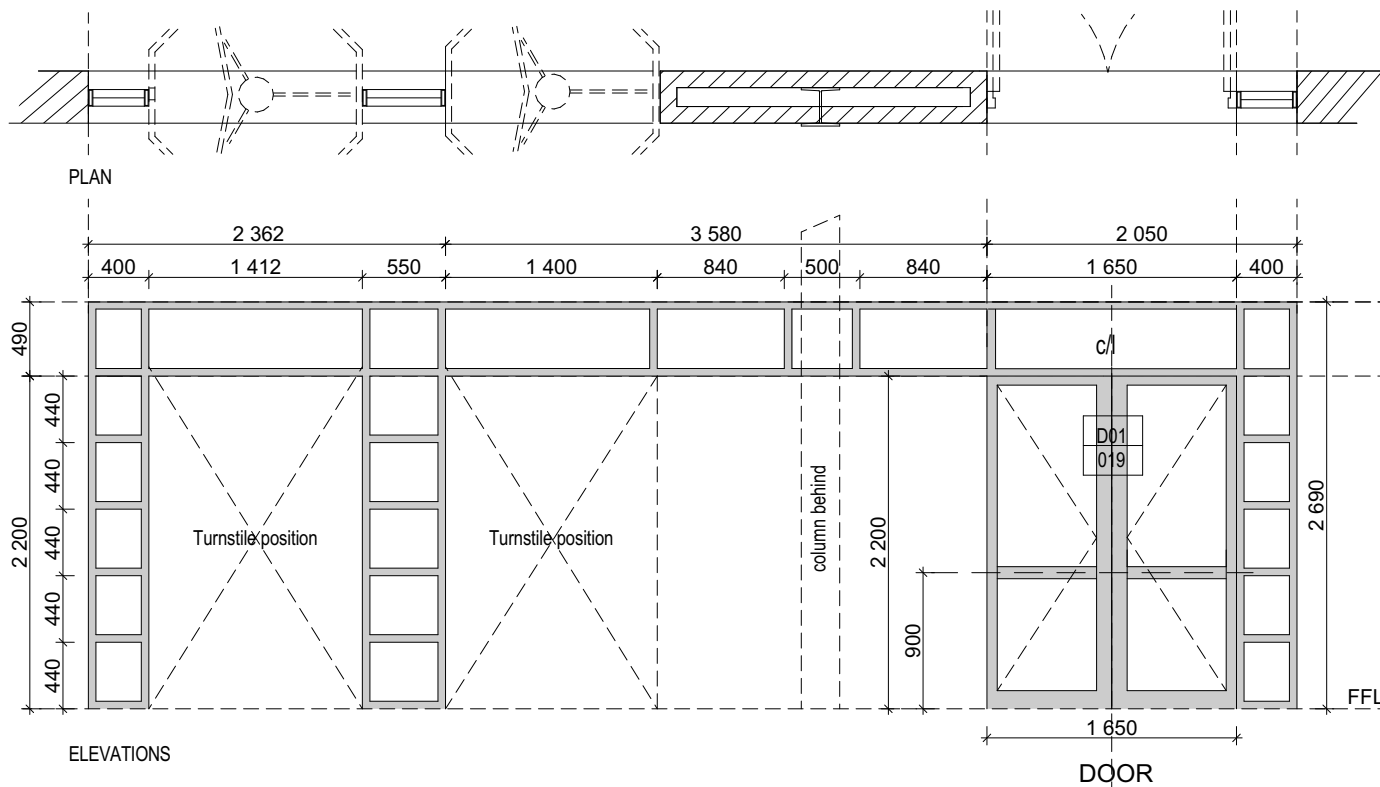 PLAN
2 362
3 580
2 050
400
1 412
550
1 400
840
500
840
1 650
400
490
c/l
440
440
440
440
440
2 200
D01
019
Turnstile position
Turnstile position
column behind
2 200
900
2 690
FFL
1 650
ELEVATIONS
DOOR